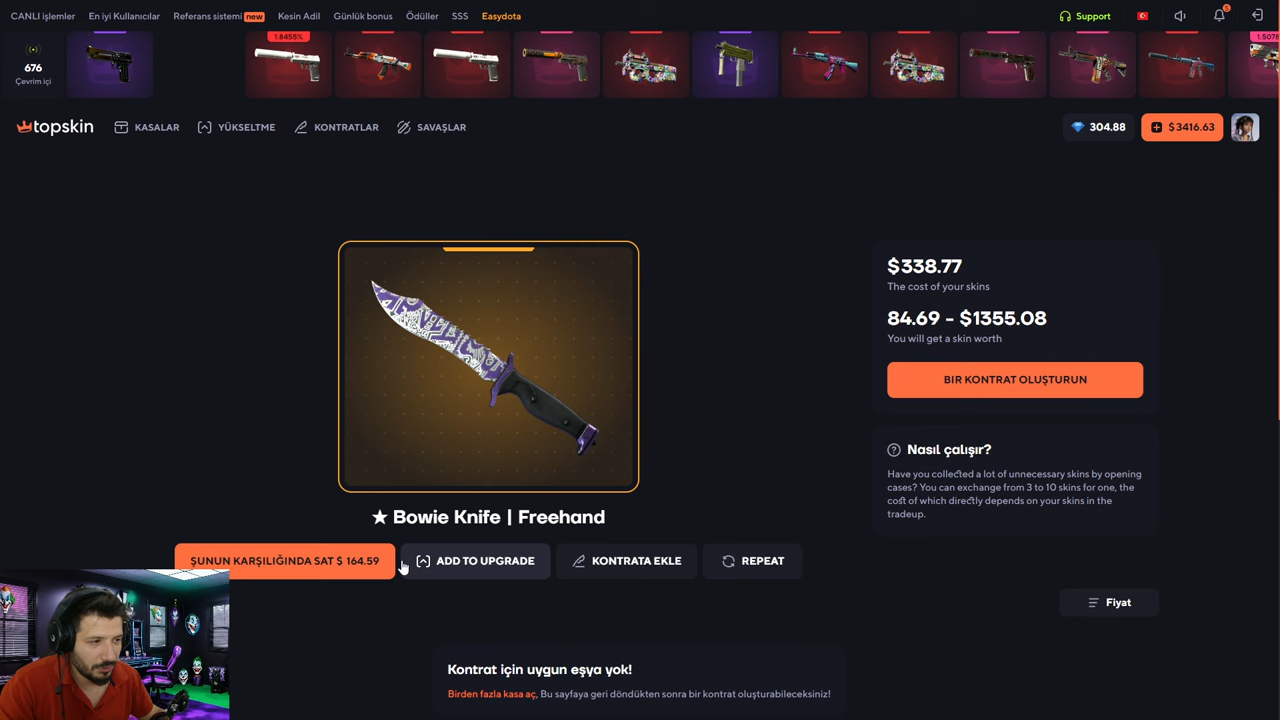 CANLI işlemler En iyi Kullanıcılar Referans sistemi new Kesin Adil Günlük bonus Ödüller SSS Easydota Support 5
676
Çevrim içi
1.8455%
topskin KASALAR YÜKSELTME KONTRATLAR SAVAŞLAR 304.88 $ 3416.63
$338.77
The cost of your skins
84.69 - $1355.08
You will get a skin worth
BIR KONTRAT OLUŞTURUN
Nasıl çalışır?
Have you collected a lot of unnecessary skins by opening
cases? You can exchange from 3 to 10 skins for one, the
cost of which directly depends on your skins in the
tradeup.
★ Bowie Knife | Freehand
ŞUNUN KARŞILIĞINDA SAT $ 164.59 ADD TO UPGRADE KONTRATA EKLE REPEAT
Fiyat
Kontrat için uygun eşya yok!
Birden fazla kasa aç, Bu sayfaya geri döndükten sonra bir kontrat oluşturabileceksiniz!